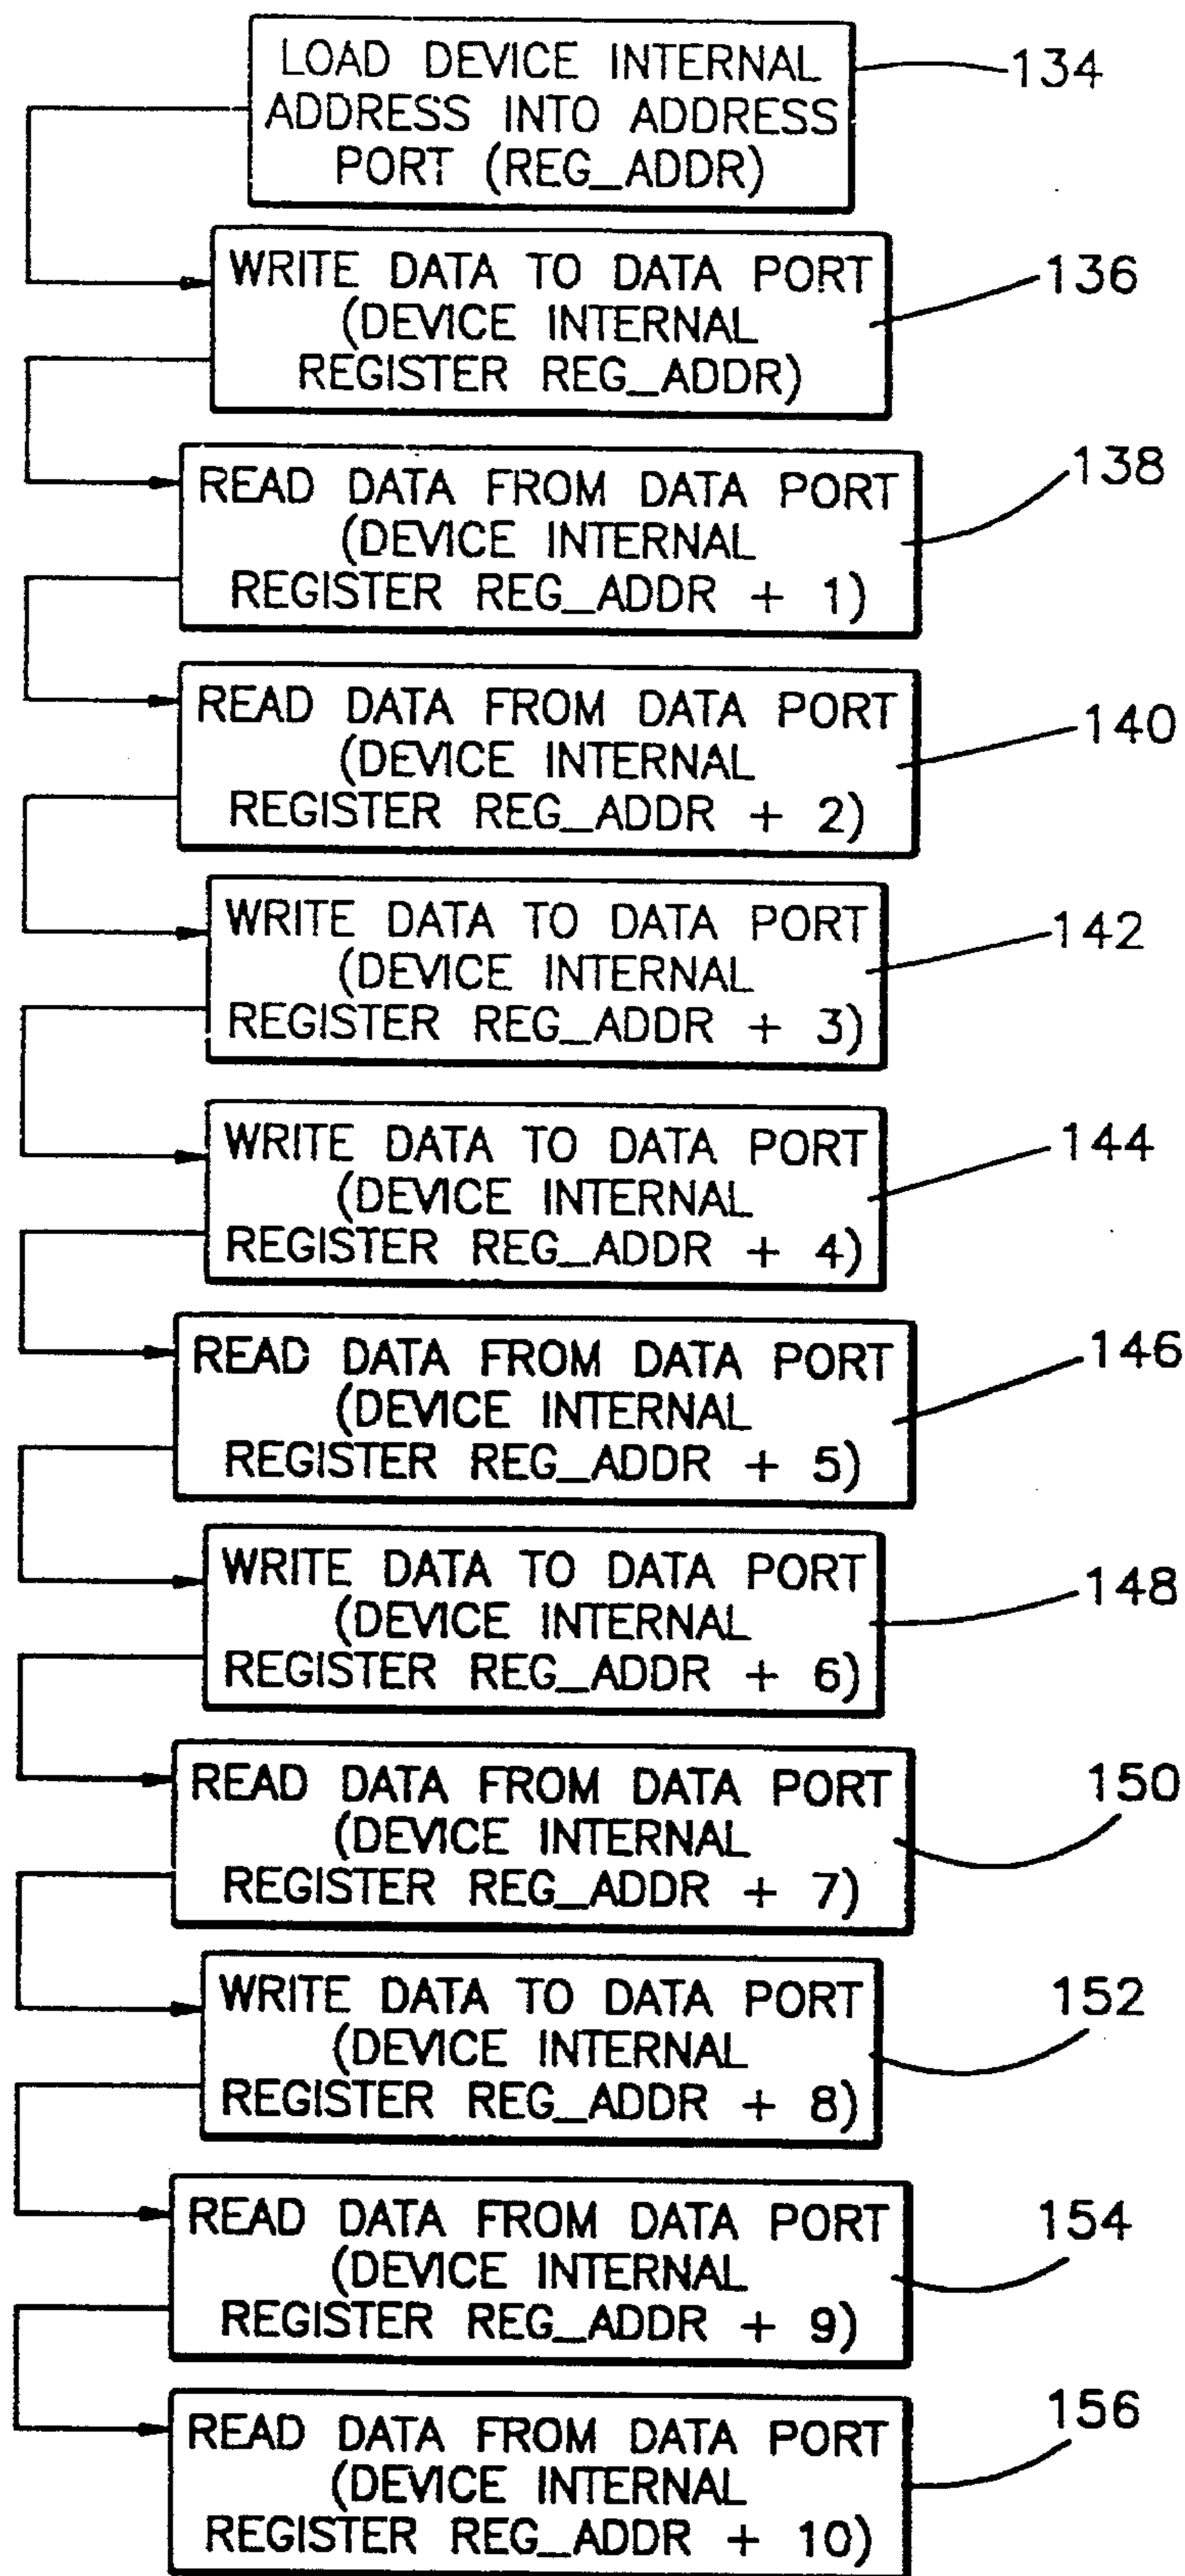 LOAD DEVICE INTERNAL
ADDRESS INTO ADDRESS
PORT (REG_ADDR)
134
WRITE DATA TO DATA PORT
(DEVICE INTERNAL
REGISTER REG_ADDR)
136
READ DATA FROM DATA PORT
(DEVICE INTERNAL
REGISTER REG_ADDR + 1)
138
READ DATA FROM DATA PORT
(DEVICE INTERNAL
REGISTER REG_ADDR + 2)
140
WRITE DATA TO DATA PORT
(DEVICE INTERNAL
REGISTER REG_ADDR + 3)
142
WRITE DATA TO DATA PORT
(DEVICE INTERNAL
REGISTER REG_ADDR + 4)
144
READ DATA FROM DATA PORT
(DEVICE INTERNAL
REGISTER REG_ADDR + 5)
146
WRITE DATA TO DATA PORT
(DEVICE INTERNAL
REGISTER REG_ADDR + 6)
148
READ DATA FROM DATA PORT
(DEVICE INTERNAL
REGISTER REG_ADDR + 7)
150
WRITE DATA TO DATA PORT
(DEVICE INTERNAL
REGISTER REG_ADDR + 8)
152
READ DATA FROM DATA PORT
(DEVICE INTERNAL
REGISTER REG_ADDR + 9)
154
READ DATA FROM DATA PORT
(DEVICE INTERNAL
REGISTER REG_ADDR + 10)
156